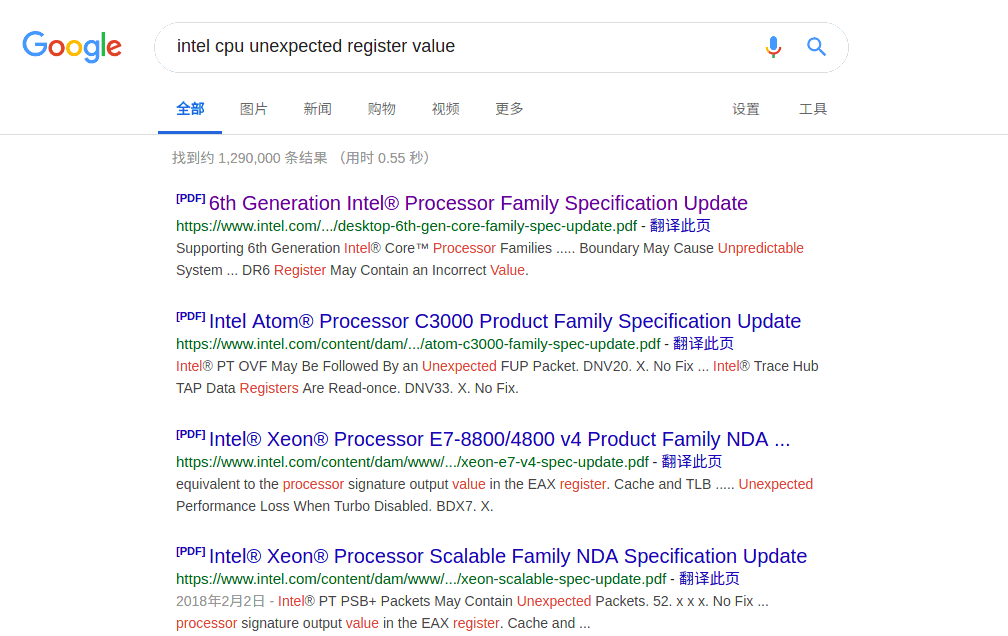 Google
intel cpu unexpected register value
全部 图片 新闻 购物 视频 更多 设置 工具
找到约 1,290,000 条结果 （用时 0.55 秒）
[PDF] 6th Generation Intel® Processor Family Specification Update
https://www.intel.com/.../desktop-6th-gen-core-family-spec-update.pdf - 翻译此页
Supporting 6th Generation Intel® Core™ Processor Families ..... Boundary May Cause Unpredictable
System ... DR6 Register May Contain an Incorrect Value.
[PDF] Intel Atom® Processor C3000 Product Family Specification Update
https://www.intel.com/content/dam/.../atom-c3000-family-spec-update.pdf - 翻译此页
Intel® PT OVF May Be Followed By an Unexpected FUP Packet. DNV20. X. No Fix ... Intel® Trace Hub
TAP Data Registers Are Read-once. DNV33. X. No Fix.
[PDF] Intel® Xeon® Processor E7-8800/4800 v4 Product Family NDA ...
https://www.intel.com/content/dam/www/.../xeon-e7-v4-spec-update.pdf - 翻译此页
equivalent to the processor signature output value in the EAX register. Cache and TLB ..... Unexpected
Performance Loss When Turbo Disabled. BDX7. X.
[PDF] Intel® Xeon® Processor Scalable Family NDA Specification Update
https://www.intel.com/content/dam/www/.../xeon-scalable-spec-update.pdf - 翻译此页
2018年2月2日 - Intel® PT PSB+ Packets May Contain Unexpected Packets. 52. x x x. No Fix ...
processor signature output value in the EAX register. Cache and ...